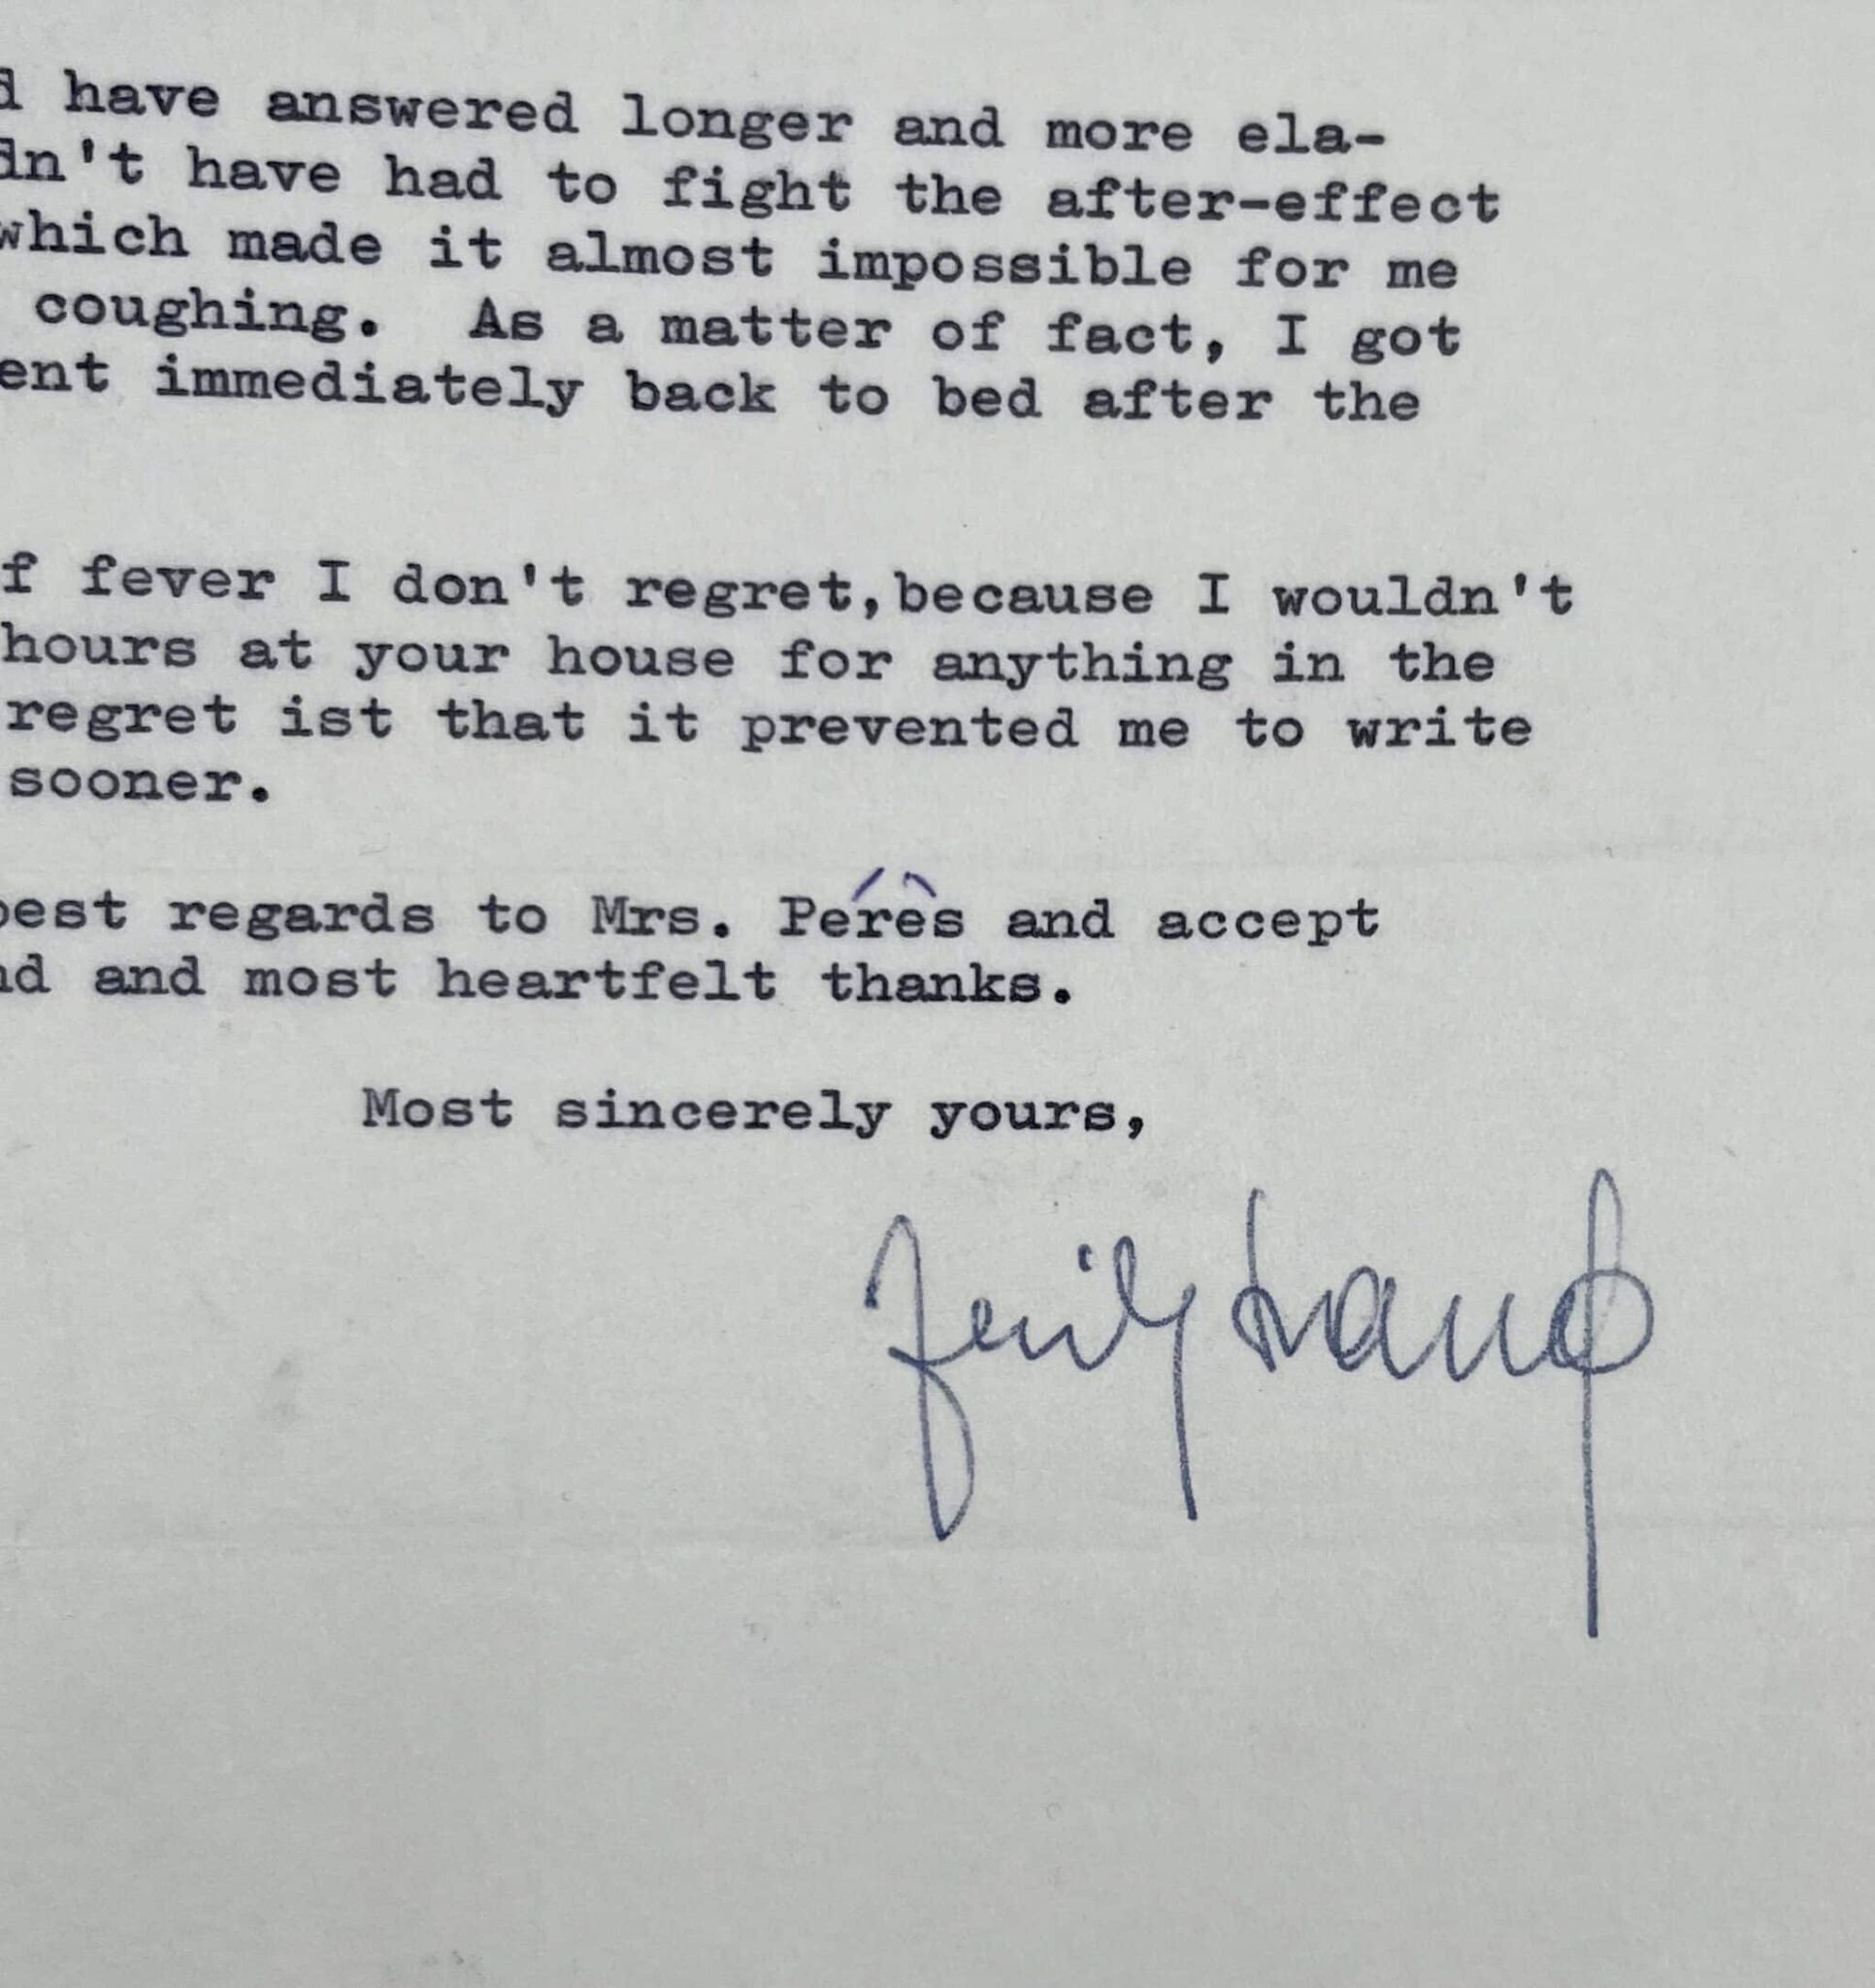 d have answered longer and more ela-
dn't have had to fight the after-effect
which made it almost impossible for me
coughing. As a matter of fact, I got
ent immediately back to bed after the
f fever I don't regret,because I wouldn't
hours at your house for anything in the
regret ist that it prevented me to write
sooner.
best regards to Mrs. Pérès and accept
nd and most heartfelt thanks.
Most sincerely yours,
Fritz Lang